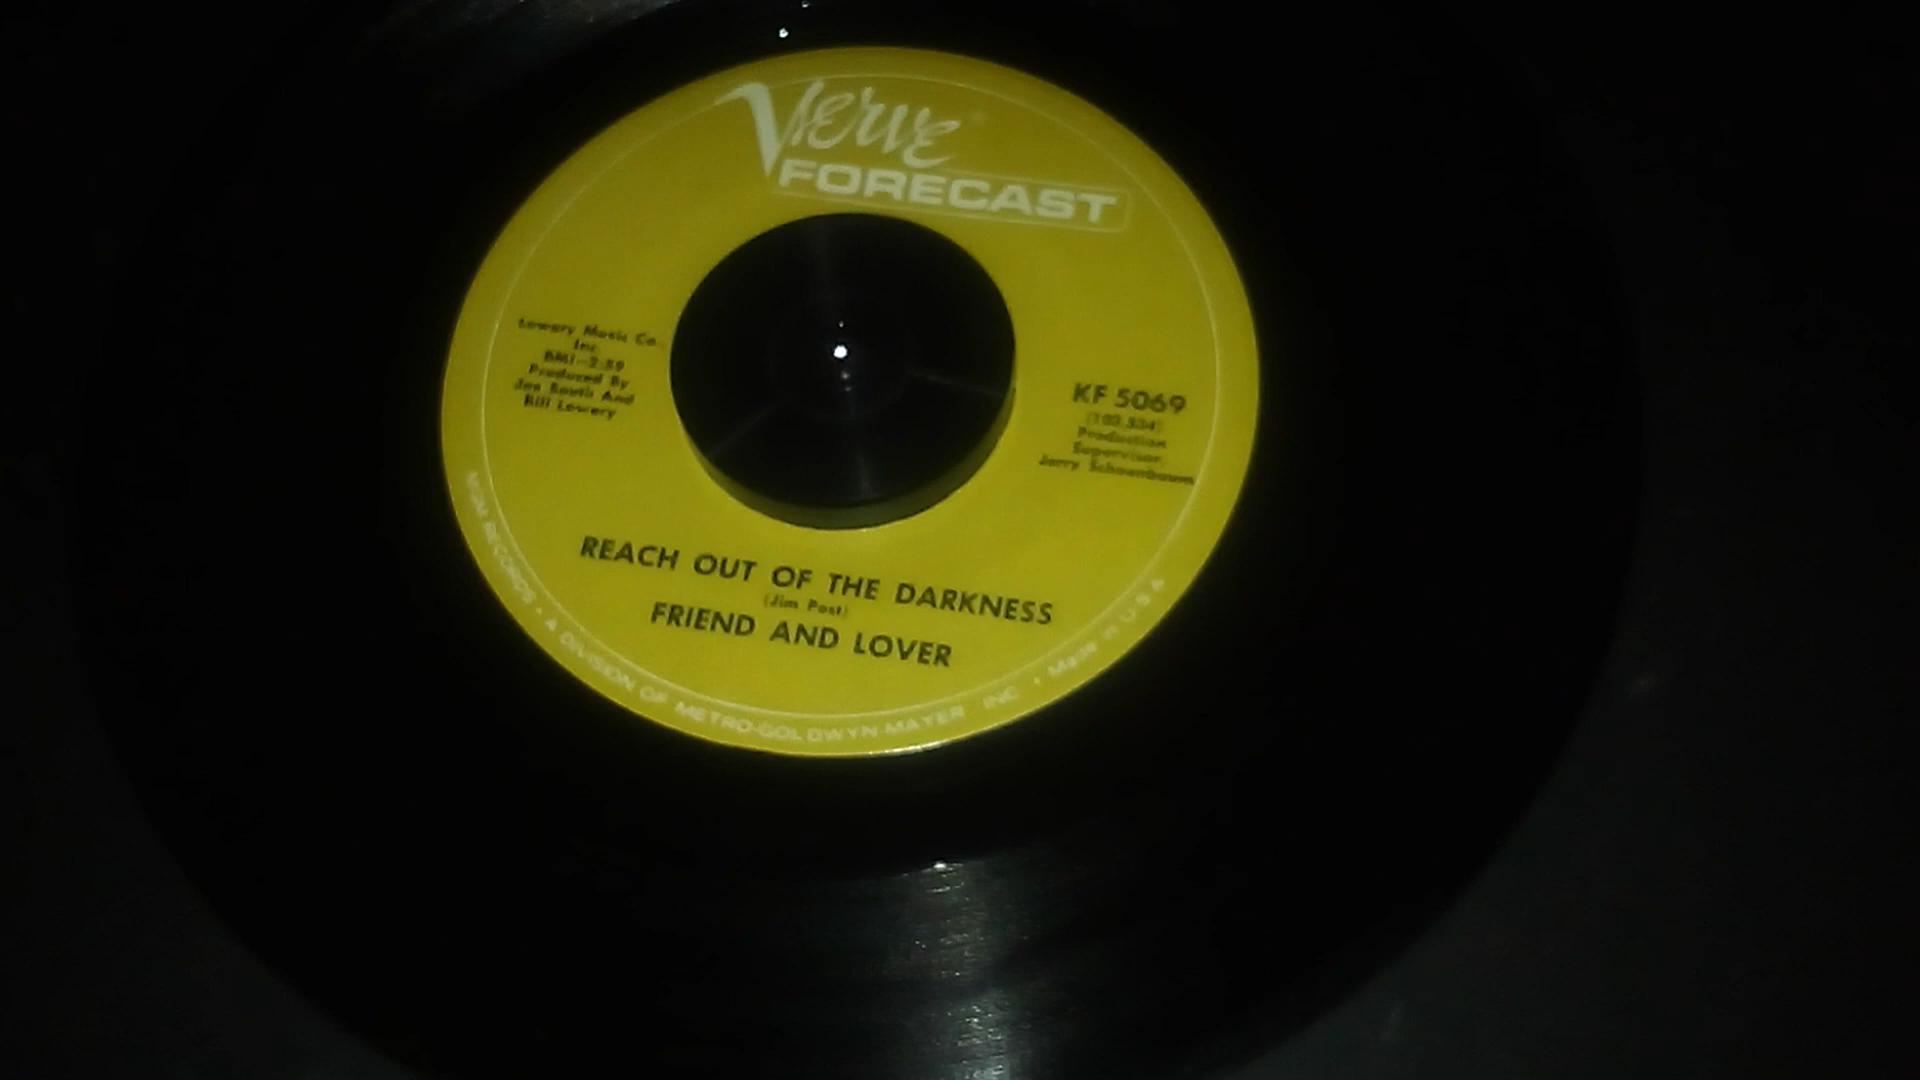 Verve
FORECAST
Lowery Music Co.
Inc.
BMI-2:59
Produced By
Joe South And
Bill Lowery
KF 5069
Production
Supervisor:
Jerry Schoenbaum
REACH OUT OF THE DARKNESS
(Jim Post)
FRIEND AND LOVER
MGM RECORDS • A DIVISION OF METRO-GOLDWYN-MAYER INC. • Made in U.S.A.